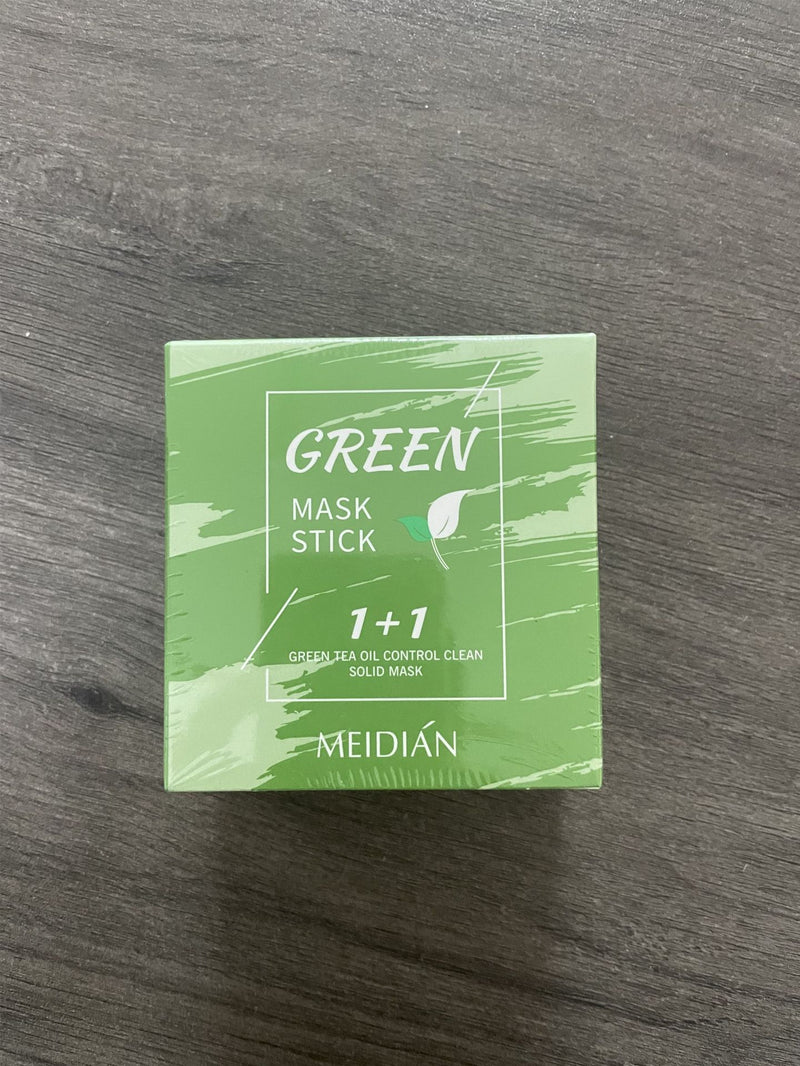 GREEN
MASK
STICK
1+1
GREEN TEA OIL CONTROL CLEAN
SOLID MASK
MEIDIÁN